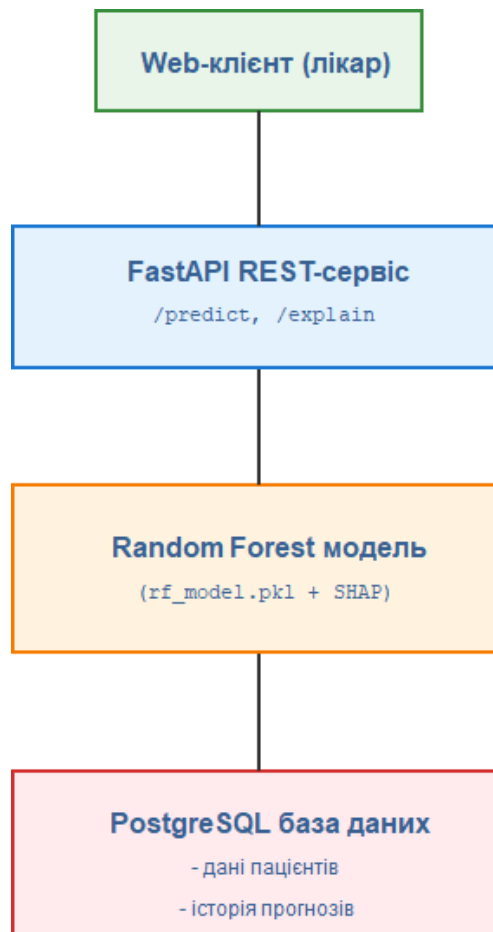 Web-клієнт (лікар)
FastAPI REST-сервіс
/predict, /explain
Random Forest модель
(rf_model.pkl + SHAP)
PostgreSQL база даних
- дані пацієнтів
- історія прогнозів